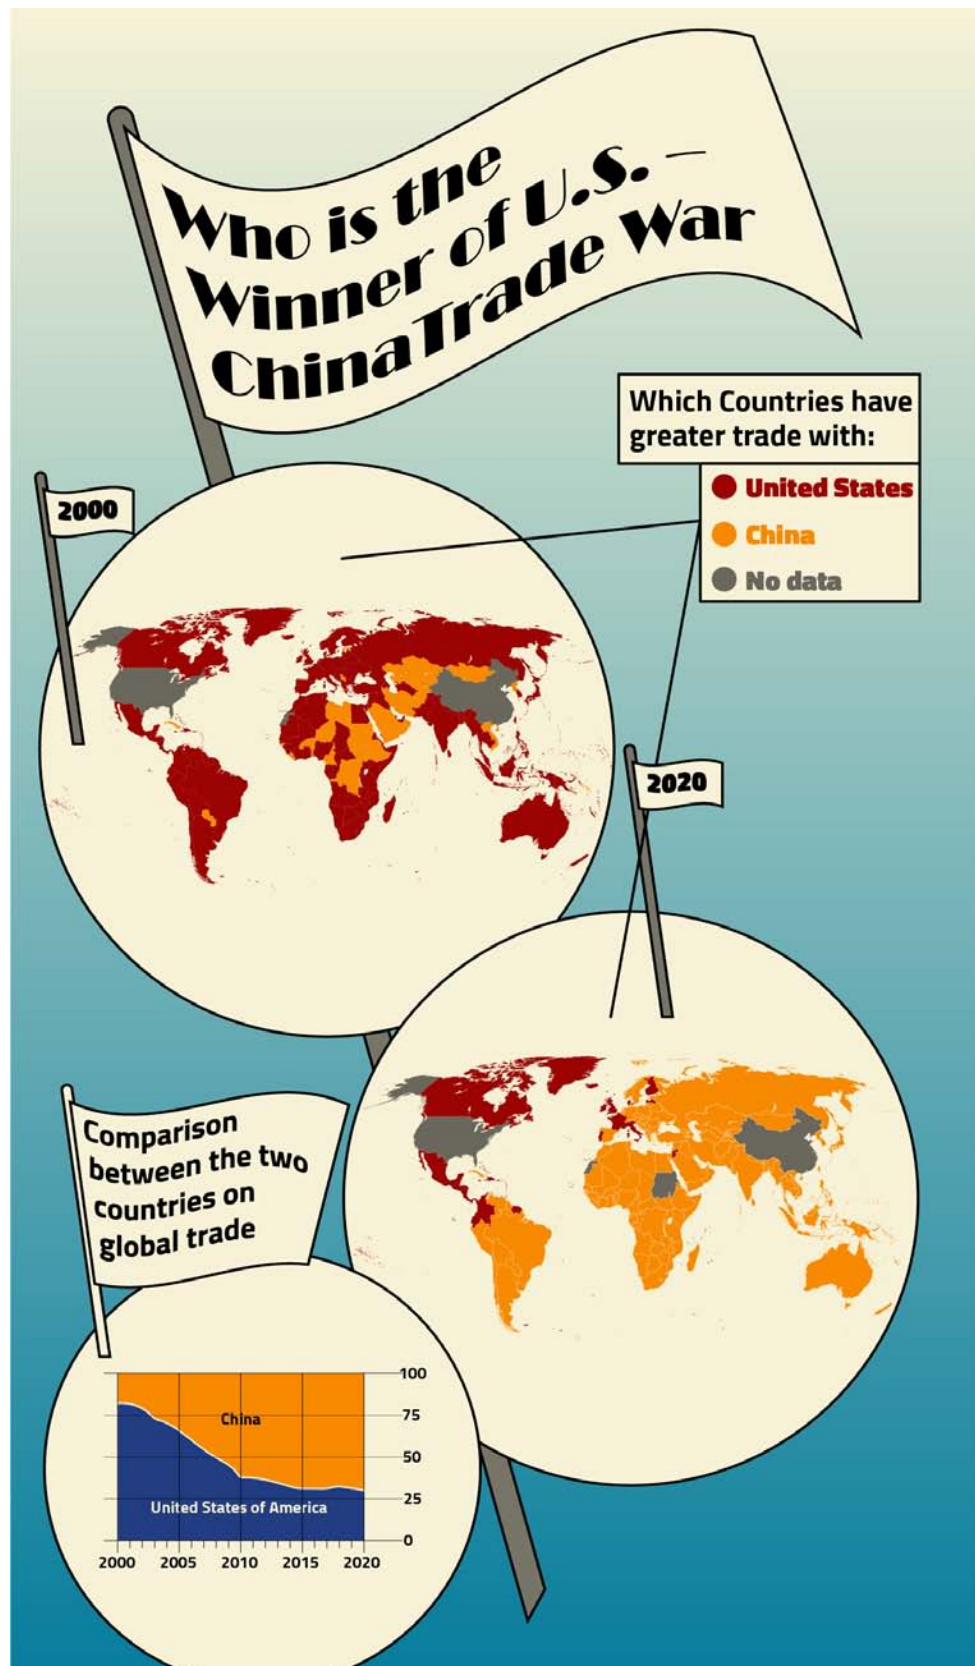 Who is the
Winner of U.S. –
China Trade War
Which Countries have
greater trade with:
United States
China
No data
2000
2020
Comparison
between the two
countries on
global trade
100
75
50
25
0
China
United States of America
2000 2005 2010 2015 2020